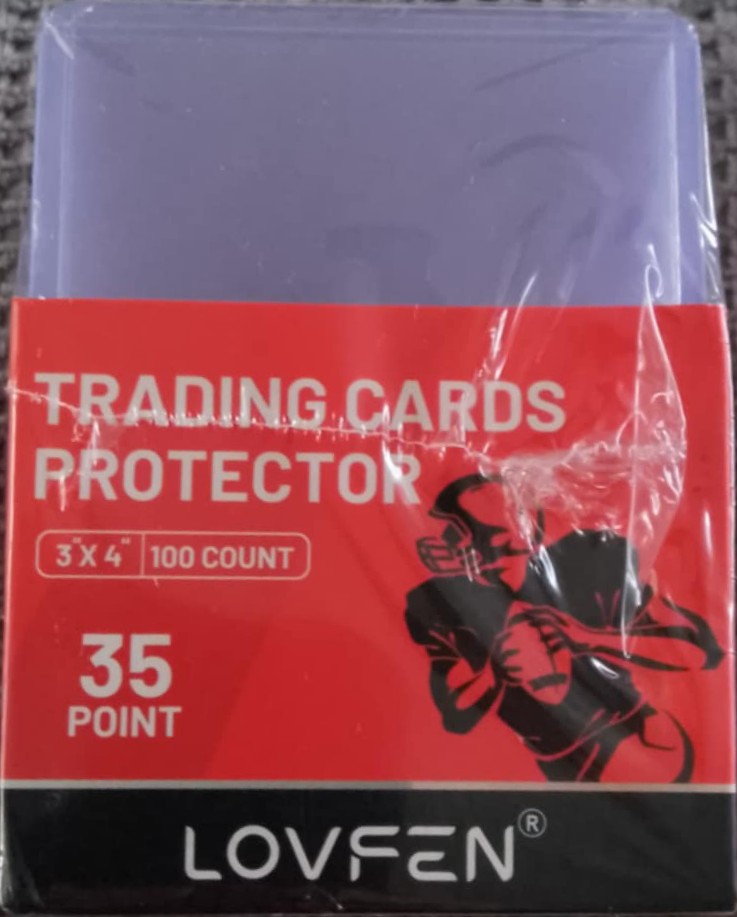 TRADING CARDS
PROTECTOR
3"X 4" 100 COUNT
35
POINT
LOVFEN®